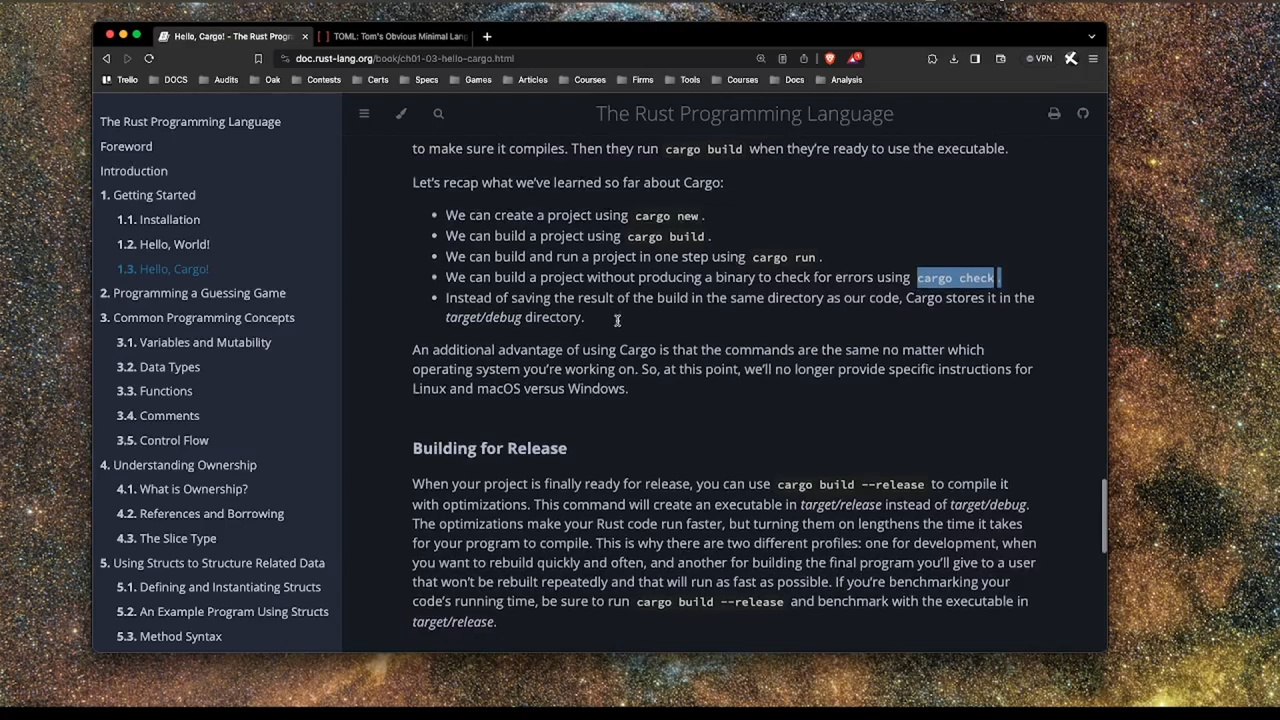 Hello, Cargo! - The Rust Progr
TOML: Tom's Obvious Minimal Lan
doc.rust-lang.org/book/ch01-03-hello-cargo.html
VPN
Trello
DOCS
Audits
Oak
Contests
Certs
Specs
Games
Articles
Courses
Firms
Tools
Courses
Docs
Analysis
The Rust Programming Language
Foreword
Introduction
1. Getting Started
1.1. Installation
1.2. Hello, World!
1.3. Hello, Cargo!
2. Programming a Guessing Game
3. Common Programming Concepts
3.1. Variables and Mutability
3.2. Data Types
3.3. Functions
3.4. Comments
3.5. Control Flow
4. Understanding Ownership
4.1. What is Ownership?
4.2. References and Borrowing
4.3. The Slice Type
5. Using Structs to Structure Related Data
5.1. Defining and Instantiating Structs
5.2. An Example Program Using Structs
5.3. Method Syntax
The Rust Programming Language
to make sure it compiles. Then they run cargo build when they're ready to use the executable.
Let's recap what we've learned so far about Cargo:
• We can create a project using cargo new.
• We can build a project using cargo build.
• We can build and run a project in one step using cargo run.
• We can build a project without producing a binary to check for errors using cargo check.
• Instead of saving the result of the build in the same directory as our code, Cargo stores it in the
target/debug directory.
An additional advantage of using Cargo is that the commands are the same no matter which
operating system you're working on. So, at this point, we'll no longer provide specific instructions for
Linux and macOS versus Windows.
Building for Release
When your project is finally ready for release, you can use cargo build --release to compile it
with optimizations. This command will create an executable in target/release instead of target/debug.
The optimizations make your Rust code run faster, but turning them on lengthens the time it takes
for your program to compile. This is why there are two different profiles: one for development, when
you want to rebuild quickly and often, and another for building the final program you'll give to a user
that won't be rebuilt repeatedly and that will run as fast as possible. If you're benchmarking your
code's running time, be sure to run cargo build --release and benchmark with the executable in
target/release.